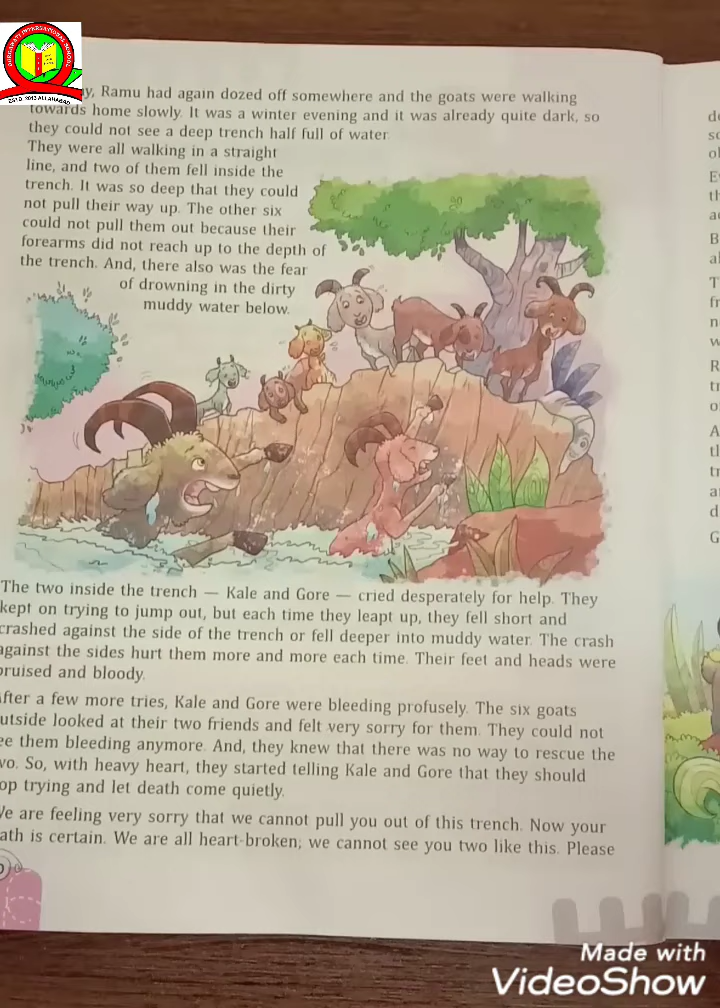 DURGAWATI INTERNATIONAL SCHOOL
ESTD. 2013 ALLAHABAD
Ramu had again dozed off somewhere and the goats were walking
towards home slowly. It was a winter evening and it was already quite dark, so
they could not see a deep trench half full of water
They were all walking in a straight
line, and two of them fell inside the
trench. It was so deep that they could
not pull their way up. The other six
could not pull them out because their
forearms did not reach up to the depth of
the trench. And, there also was the fear
of drowning in the dirty
muddy water below.
The two inside the trench — Kale and Gore — cried desperately for help. They
kept on trying to jump out, but each time they leapt up, they fell short and
crashed against the side of the trench or fell deeper into muddy water. The crash
against the sides hurt them more and more each time. Their feet and heads were
bruised and bloody.
After a few more tries, Kale and Gore were bleeding profusely. The six goats
outside looked at their two friends and felt very sorry for them. They could not
see them bleeding anymore. And, they knew that there was no way to rescue the
two. So, with heavy heart, they started telling Kale and Gore that they should
stop trying and let death come quietly.
We are feeling very sorry that we cannot pull you out of this trench. Now your
death is certain. We are all heart-broken; we cannot see you two like this. Please
Made with
VideoShow